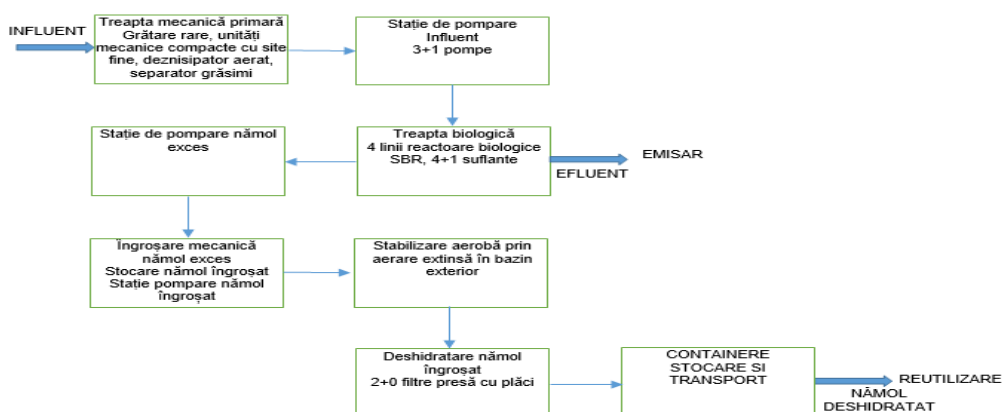 INFLUENT
Treapta mecanică primară
Grătare rare, unități
mecanice compacte cu site
fine, deznisipator aerat,
separator grăsimi
Stație de pompare
Influent
3+1 pompe
Stație de pompare nămol
exces
Treapta biologică
4 linii reactoare biologice
SBR, 4+1 suflante
EMISAR
EFLUENT
Îngroșare mecanică
nămol exces
Stocare nămol îngroșat
Stație pompare nămol
îngroșat
Stabilizare aerobă prin
aerare extinsă în bazin
exterior
Deshidratare nămol
îngroșat
2+0 filtre presă cu plăci
CONTAINERE
STOCARE SI
TRANSPORT
REUTILIZARE
NĂMOL
DESHIDRATAT